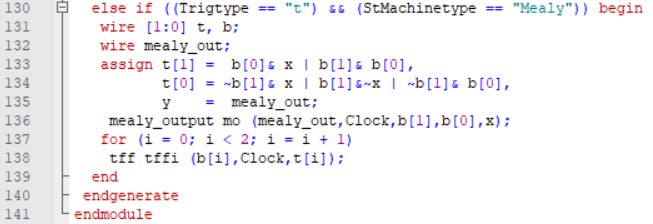 130 else if ((Trigtype == "t") && (StMachinetype == "Mealy")) begin
131 wire [1:0] t, b;
132 wire mealy_out;
133 assign t[1] = b[0]& x | b[1]& b[0],
134 t[0] = ~b[1]& x | b[1]&~x | ~b[1]& b[0],
135 y = mealy_out;
136 mealy_output mo (mealy_out,Clock,b[1],b[0],x);
137 for (i = 0; i < 2; i = i + 1)
138 tff tffi (b[i],Clock,t[i]);
139 end
140 endgenerate
141 endmodule